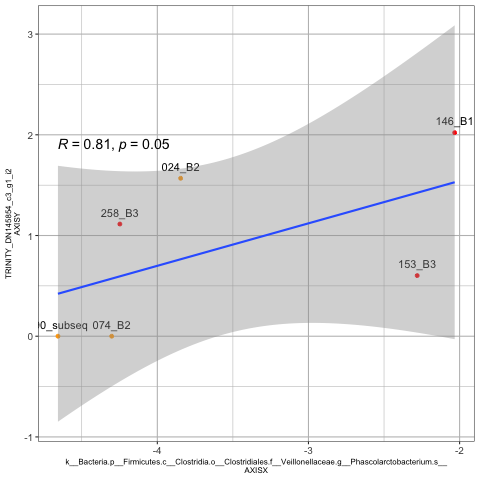 3
2
1
0
-1
R = 0.81, p = 0.05
146_B1
024_B2
258_B3
153_B3
0_subseq 074_B2
TRINITY_DN145854_c3_g1_i2
AXISY
-4 -3 -2
k__Bacteria.p__Firmicutes.c__Clostridia.o__Clostridiales.f__Veillonellaceae.g__Phascolarctobacterium.s__
AXISX